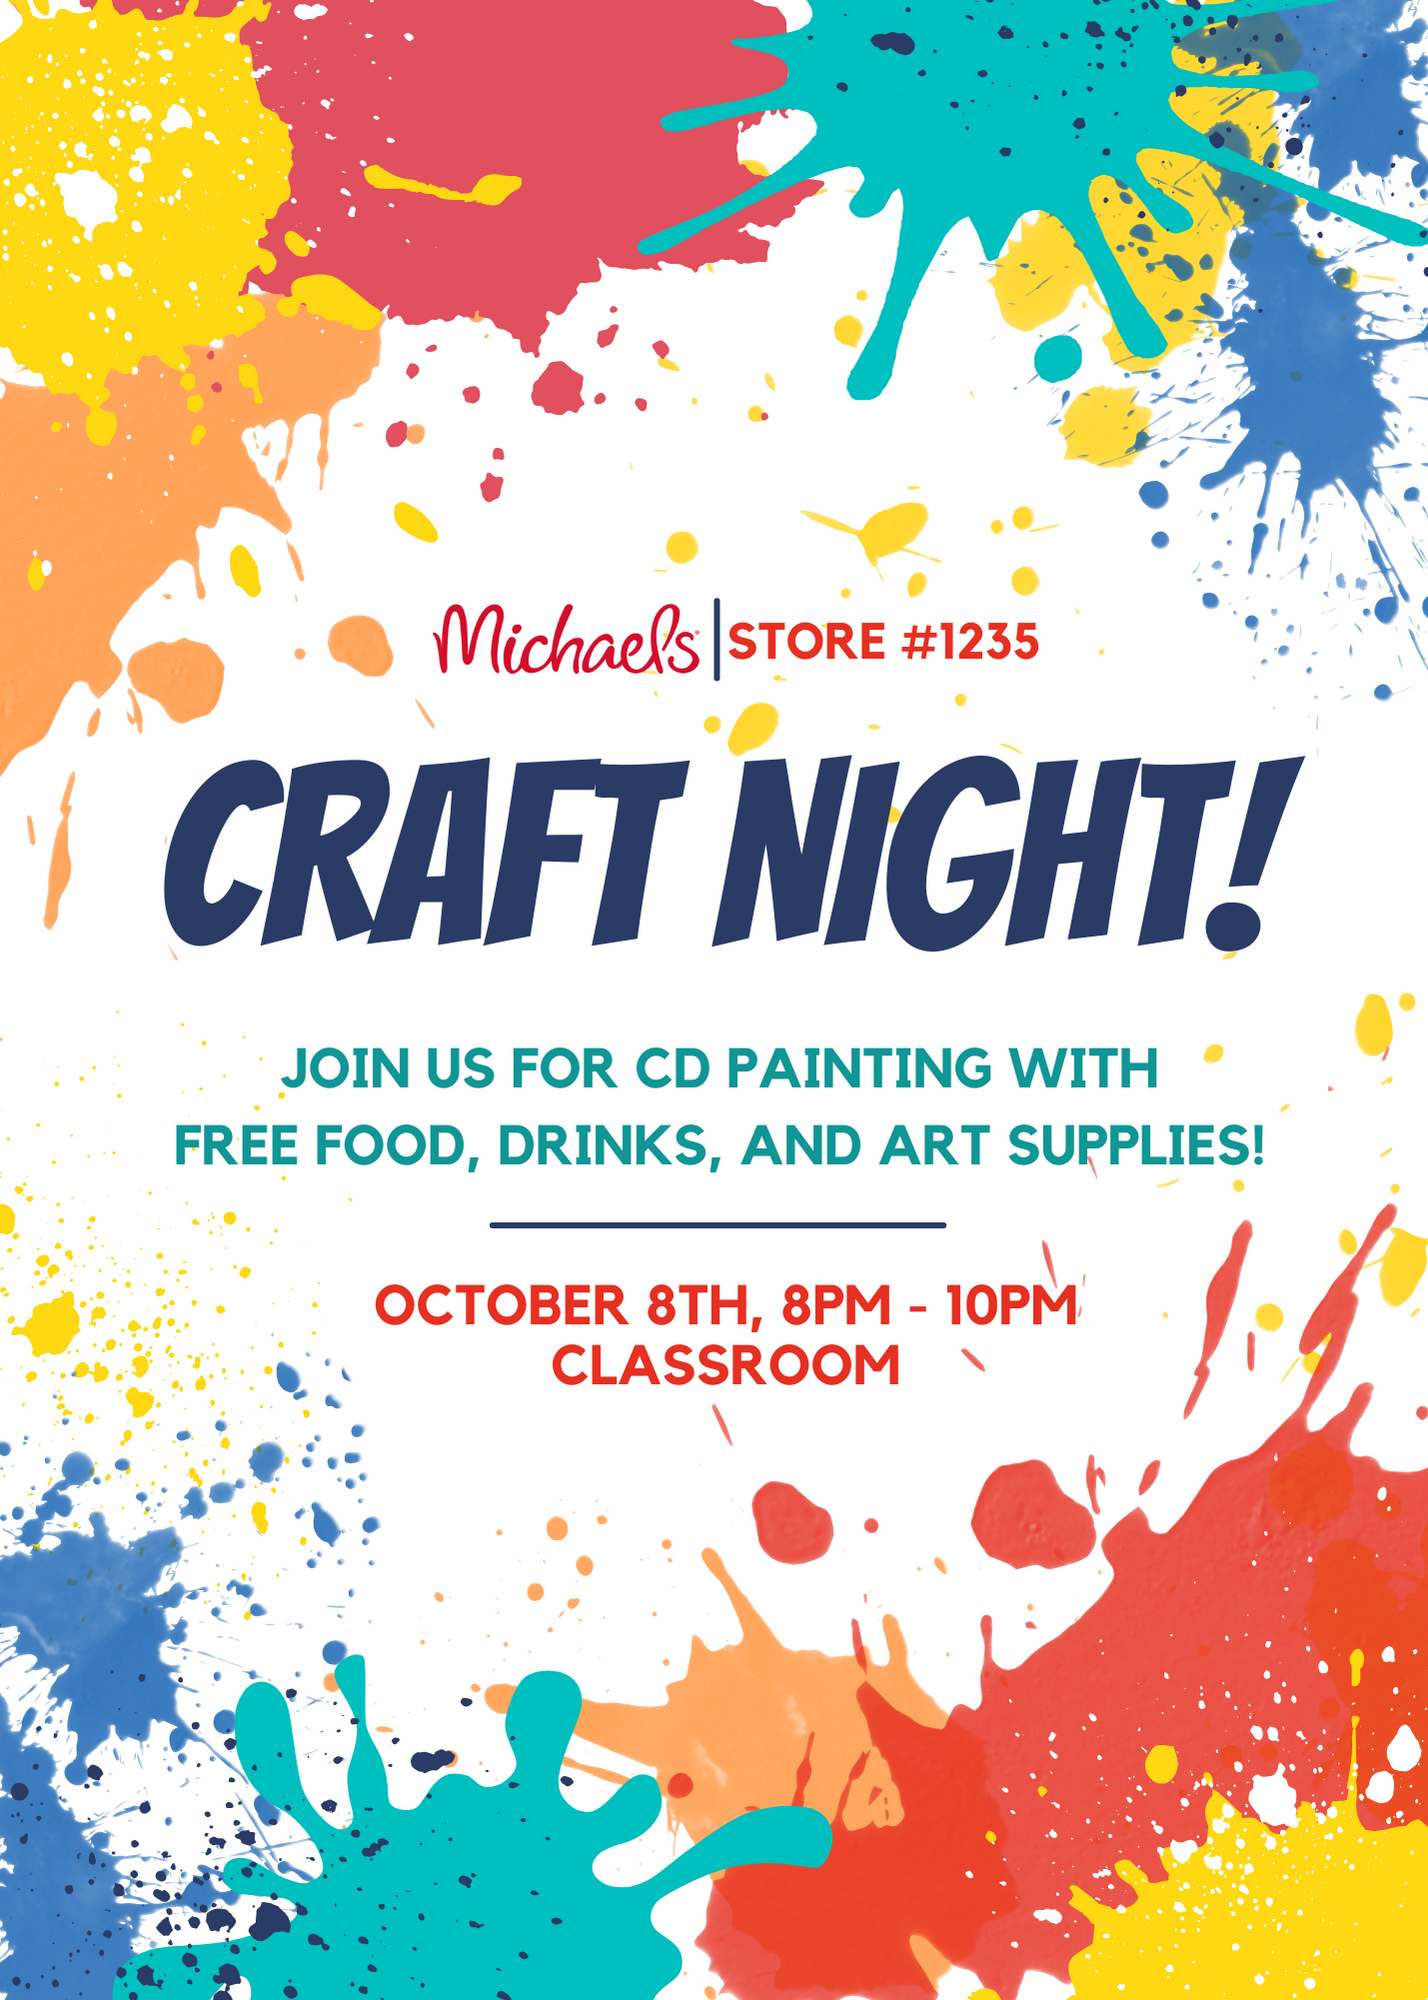 Michaels | STORE #1235
CRAFT NIGHT!
JOIN US FOR CD PAINTING WITH
FREE FOOD, DRINKS, AND ART SUPPLIES!
OCTOBER 8TH, 8PM - 10PM
CLASSROOM